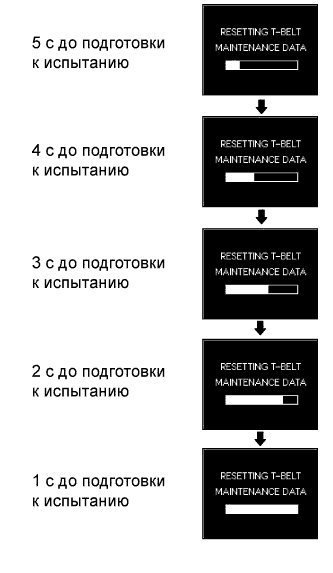 5 с до подготовки
к испытанию
RESETTING T-BELT
MAINTENANCE DATA
4 с до подготовки
к испытанию
RESETTING T-BELT
MAINTENANCE DATA
3 с до подготовки
к испытанию
RESETTING T-BELT
MAINTENANCE DATA
2 с до подготовки
к испытанию
RESETTING T-BELT
MAINTENANCE DATA
1 с до подготовки
к испытанию
RESETTING T-BELT
MAINTENANCE DATA